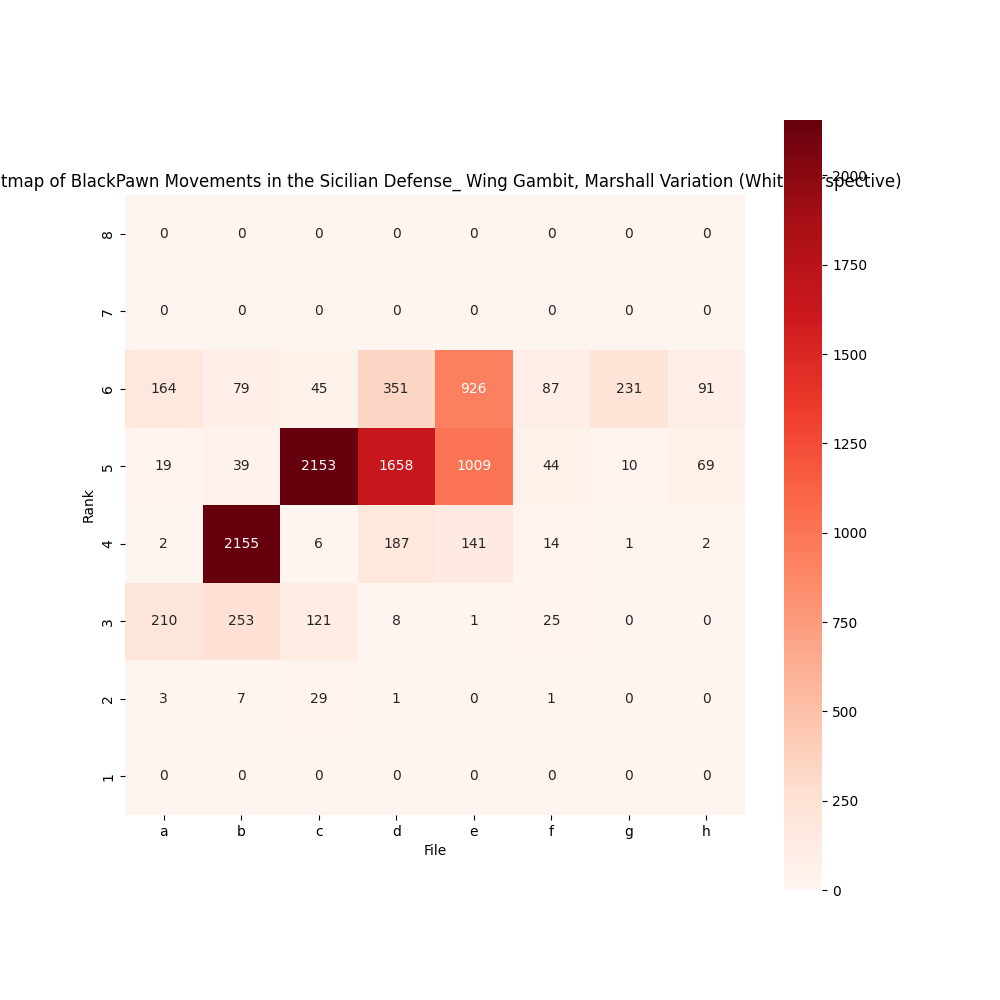 tmap of BlackPawn Movements in the Sicilian Defense_ Wing Gambit, Marshall Variation (White Perspective)
2000
8 0 0 0 0 0 0 0 0
1750
7 0 0 0 0 0 0 0 0
1500
6 164 79 45 351 926 87 231 91
1250
5 19 39 2153 1658 1009 44 10 69
Rank
1000
4 2 2155 6 187 141 14 1 2
750
3 210 253 121 8 1 25 0 0
500
2 3 7 29 1 0 1 0 0
250
1 0 0 0 0 0 0 0 0
a b c d e f g h
File
0